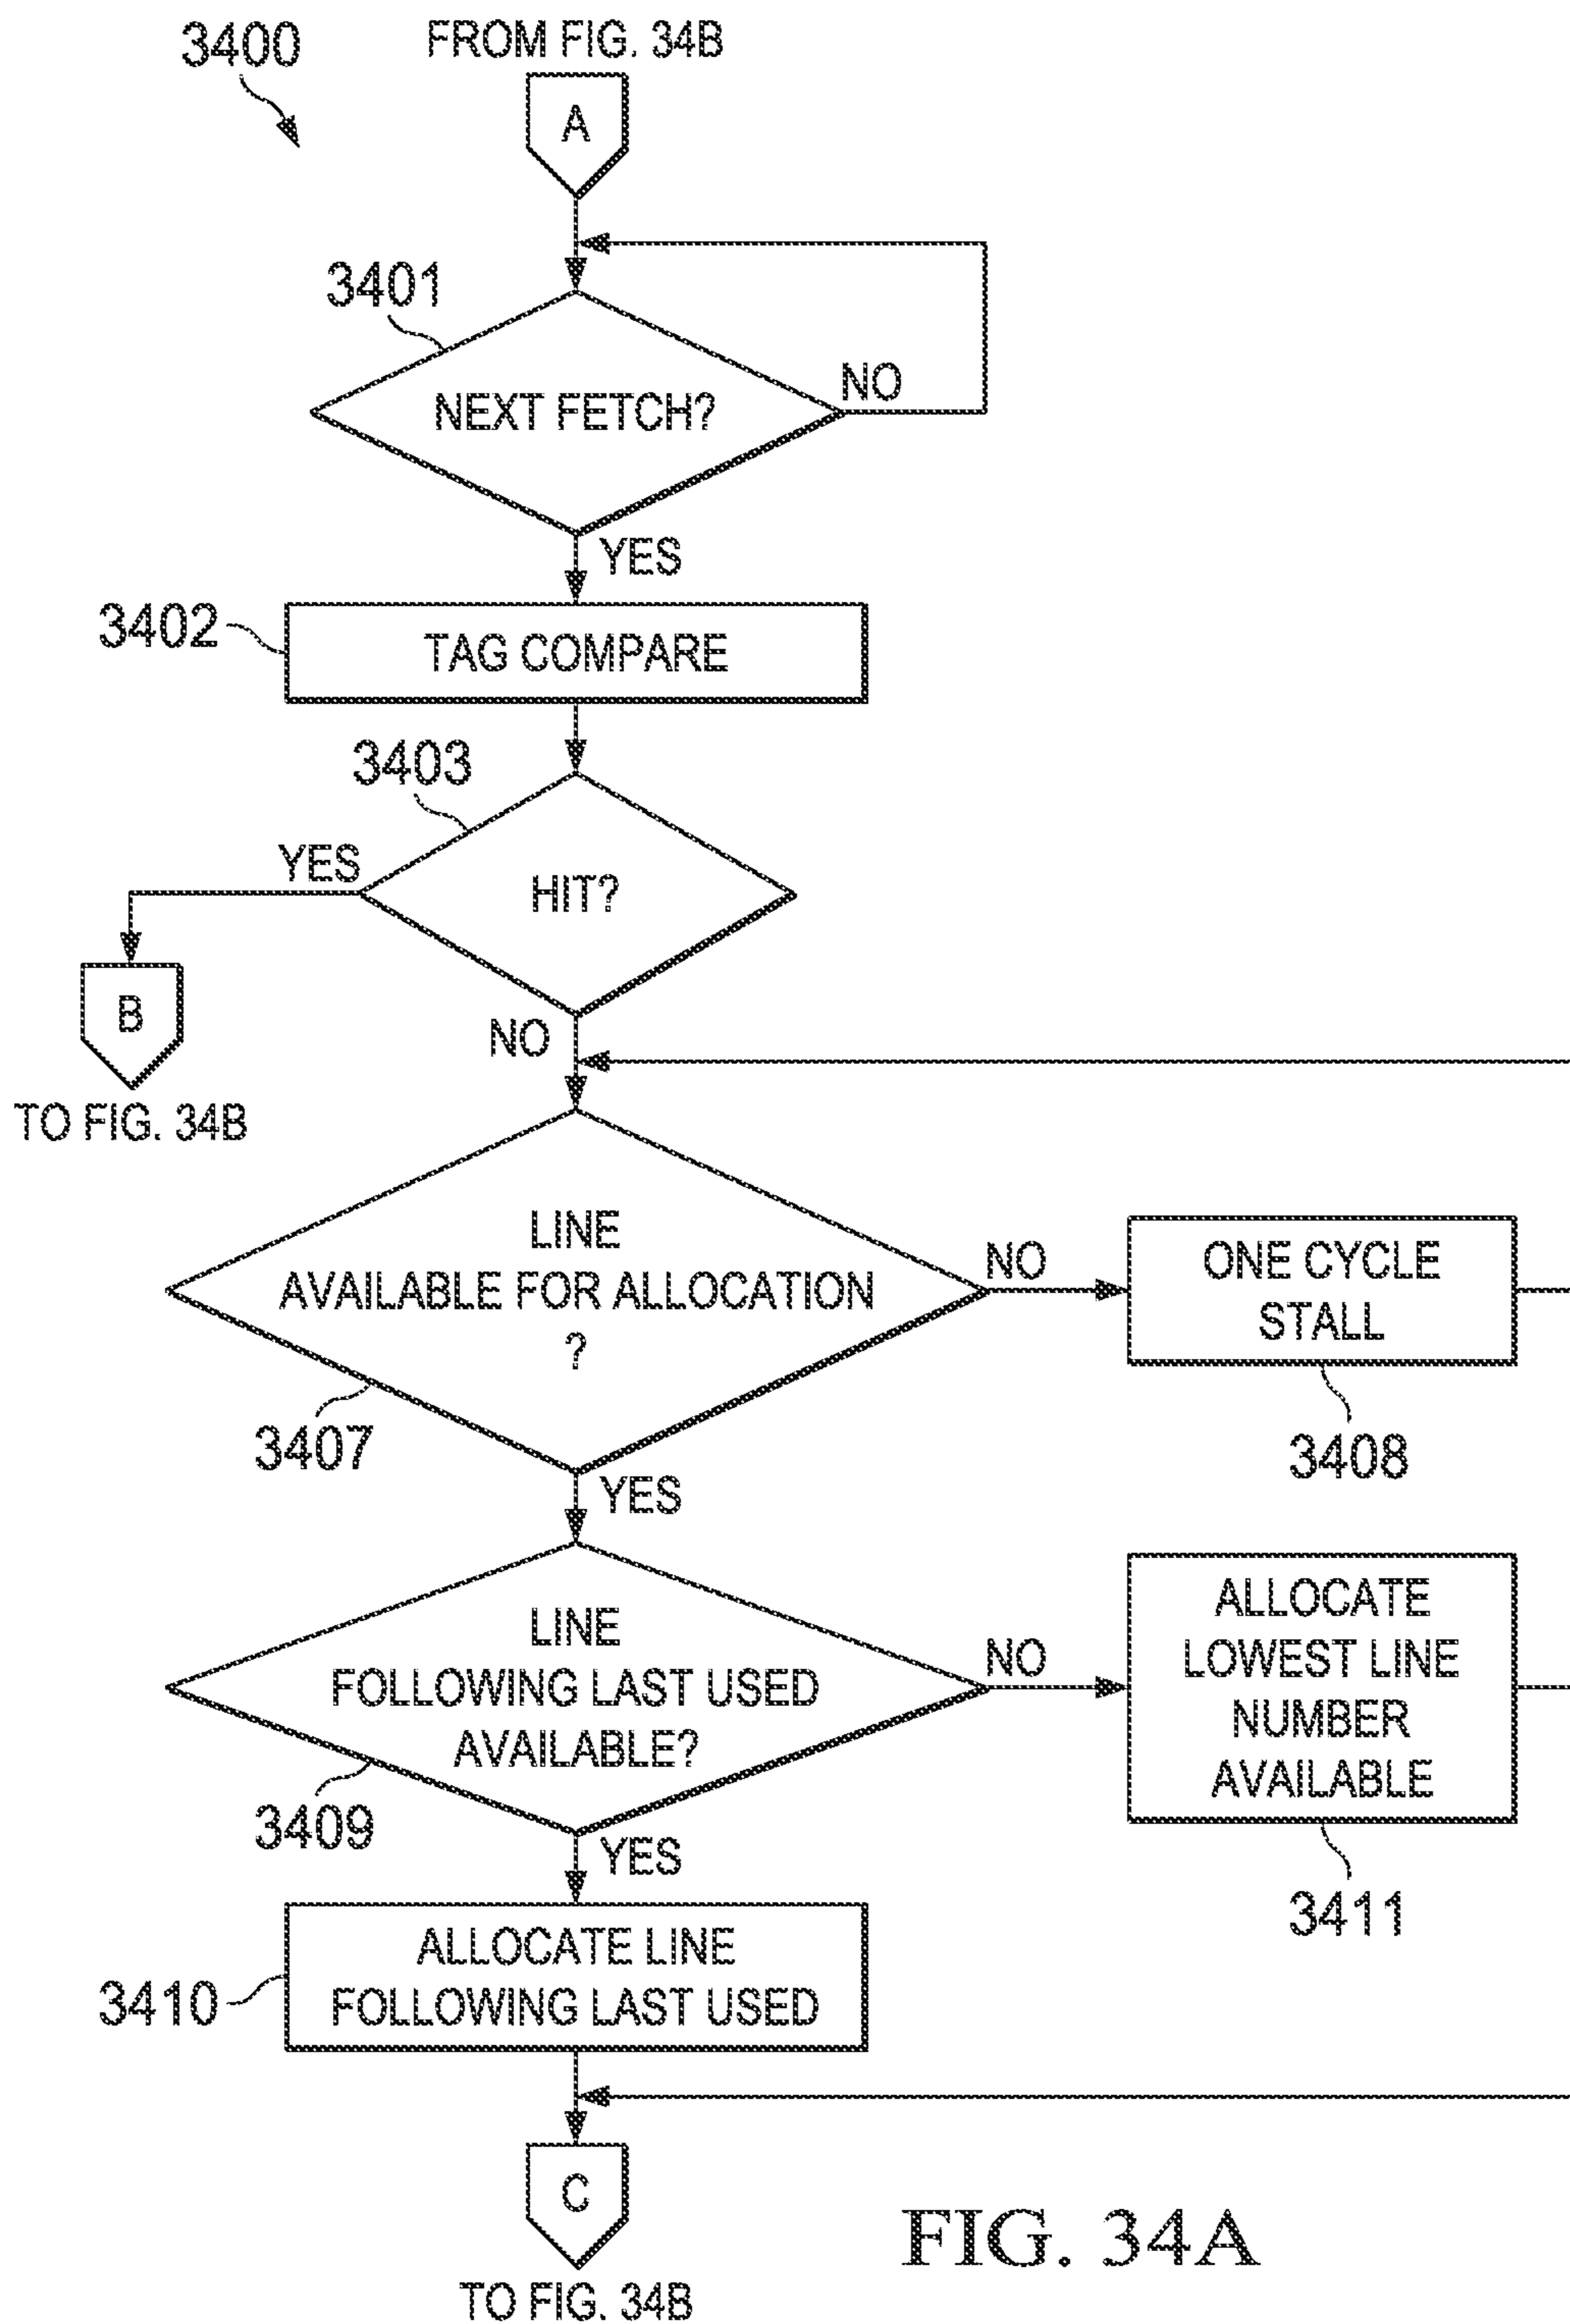 3400
FROM FIG. 34B
A
3401
NO
NEXT FETCH?
YES
3402
TAG COMPARE
3403
YES
HIT?
B
NO
TO FIG. 34B
LINE
AVAILABLE FOR ALLOCATION
?
NO
ONE CYCLE
STALL
3407
3408
YES
LINE
FOLLOWING LAST USED
AVAILABLE?
NO
ALLOCATE
LOWEST LINE
NUMBER
AVAILABLE
3409
YES
3411
ALLOCATE LINE
FOLLOWING LAST USED
3410
C
FIG. 34A
TO FIG. 34B